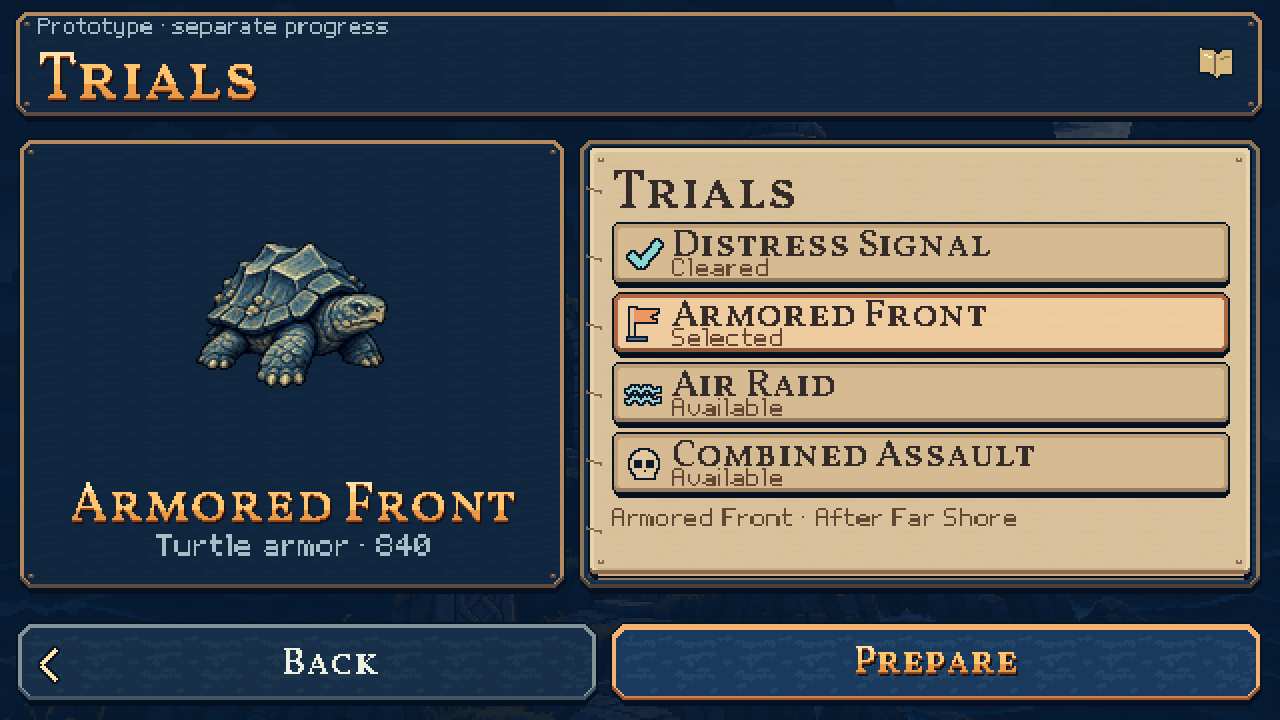 Prototype · separate progress
Trials
Armored Front
Turtle armor · 840
Trials
Distress Signal
Cleared
Armored Front
Selected
Air Raid
Available
Combined Assault
Available
Armored Front · After Far Shore
Back
Prepare